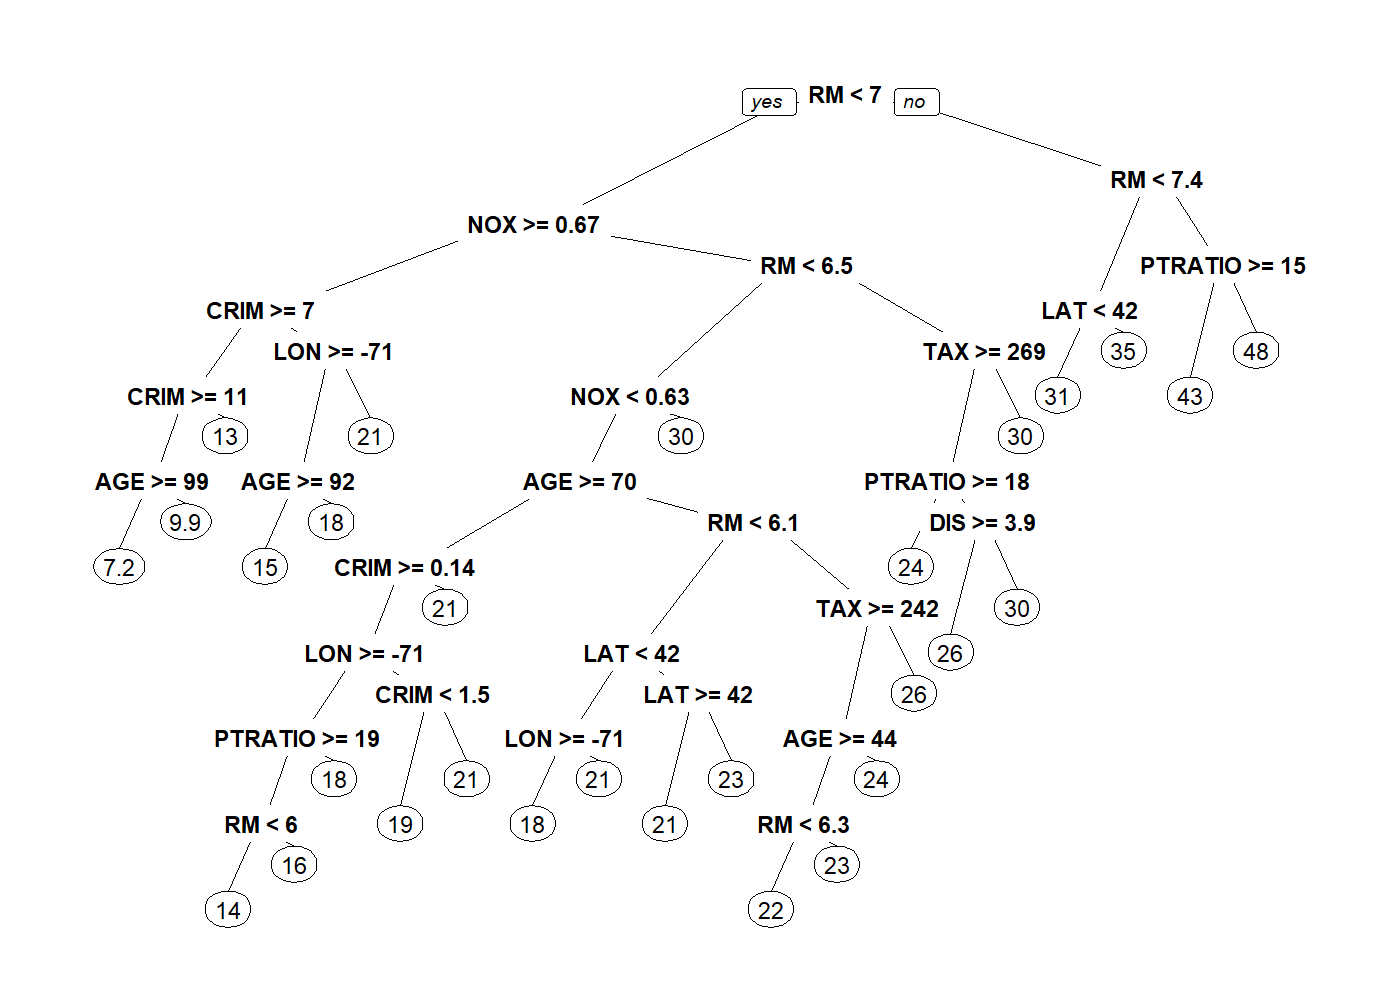 yes RM < 7 no
RM < 7.4
NOX >= 0.67
RM < 6.5
PTRATIO >= 15
CRIM >= 7
LAT < 42
LON >= -71
TAX >= 269
35
48
CRIM >= 11
NOX < 0.63
31
43
13
21
30
30
AGE >= 99
AGE >= 92
AGE >= 70
PTRATIO >= 18
9.9
18
RM < 6.1
DIS >= 3.9
7.2
15
CRIM >= 0.14
24
21
TAX >= 242
30
LON >= -71
LAT < 42
26
CRIM < 1.5
LAT >= 42
26
PTRATIO >= 19
LON >= -71
AGE >= 44
18
21
21
23
24
RM < 6
19
18
21
RM < 6.3
16
23
14
22